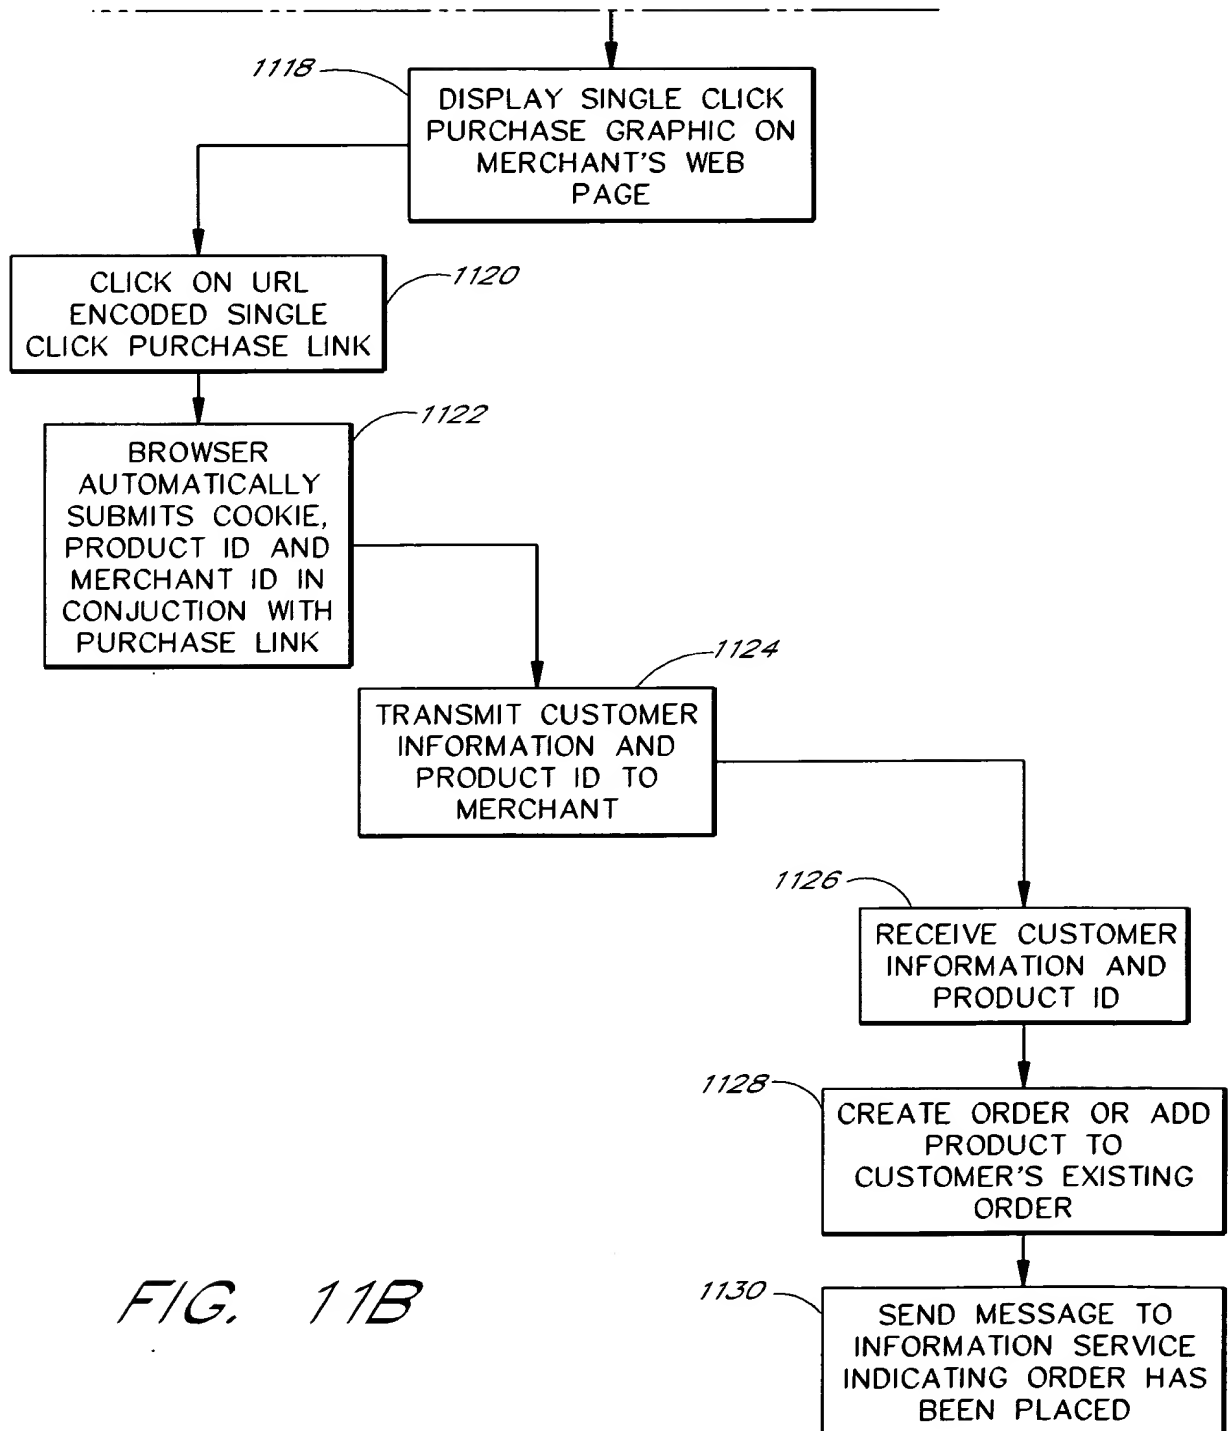 1118
DISPLAY SINGLE CLICK
PURCHASE GRAPHIC ON
MERCHANT'S WEB
PAGE
CLICK ON URL
ENCODED SINGLE
CLICK PURCHASE LINK
1120
1122
BROWSER
AUTOMATICALLY
SUBMITS COOKIE,
PRODUCT ID AND
MERCHANT ID IN
CONJUCTION WITH
PURCHASE LINK
1124
TRANSMIT CUSTOMER
INFORMATION AND
PRODUCT ID TO
MERCHANT
1126
RECEIVE CUSTOMER
INFORMATION AND
PRODUCT ID
1128
CREATE ORDER OR ADD
PRODUCT TO
CUSTOMER'S EXISTING
ORDER
1130
SEND MESSAGE TO
INFORMATION SERVICE
INDICATING ORDER HAS
BEEN PLACED
FIG. 11B